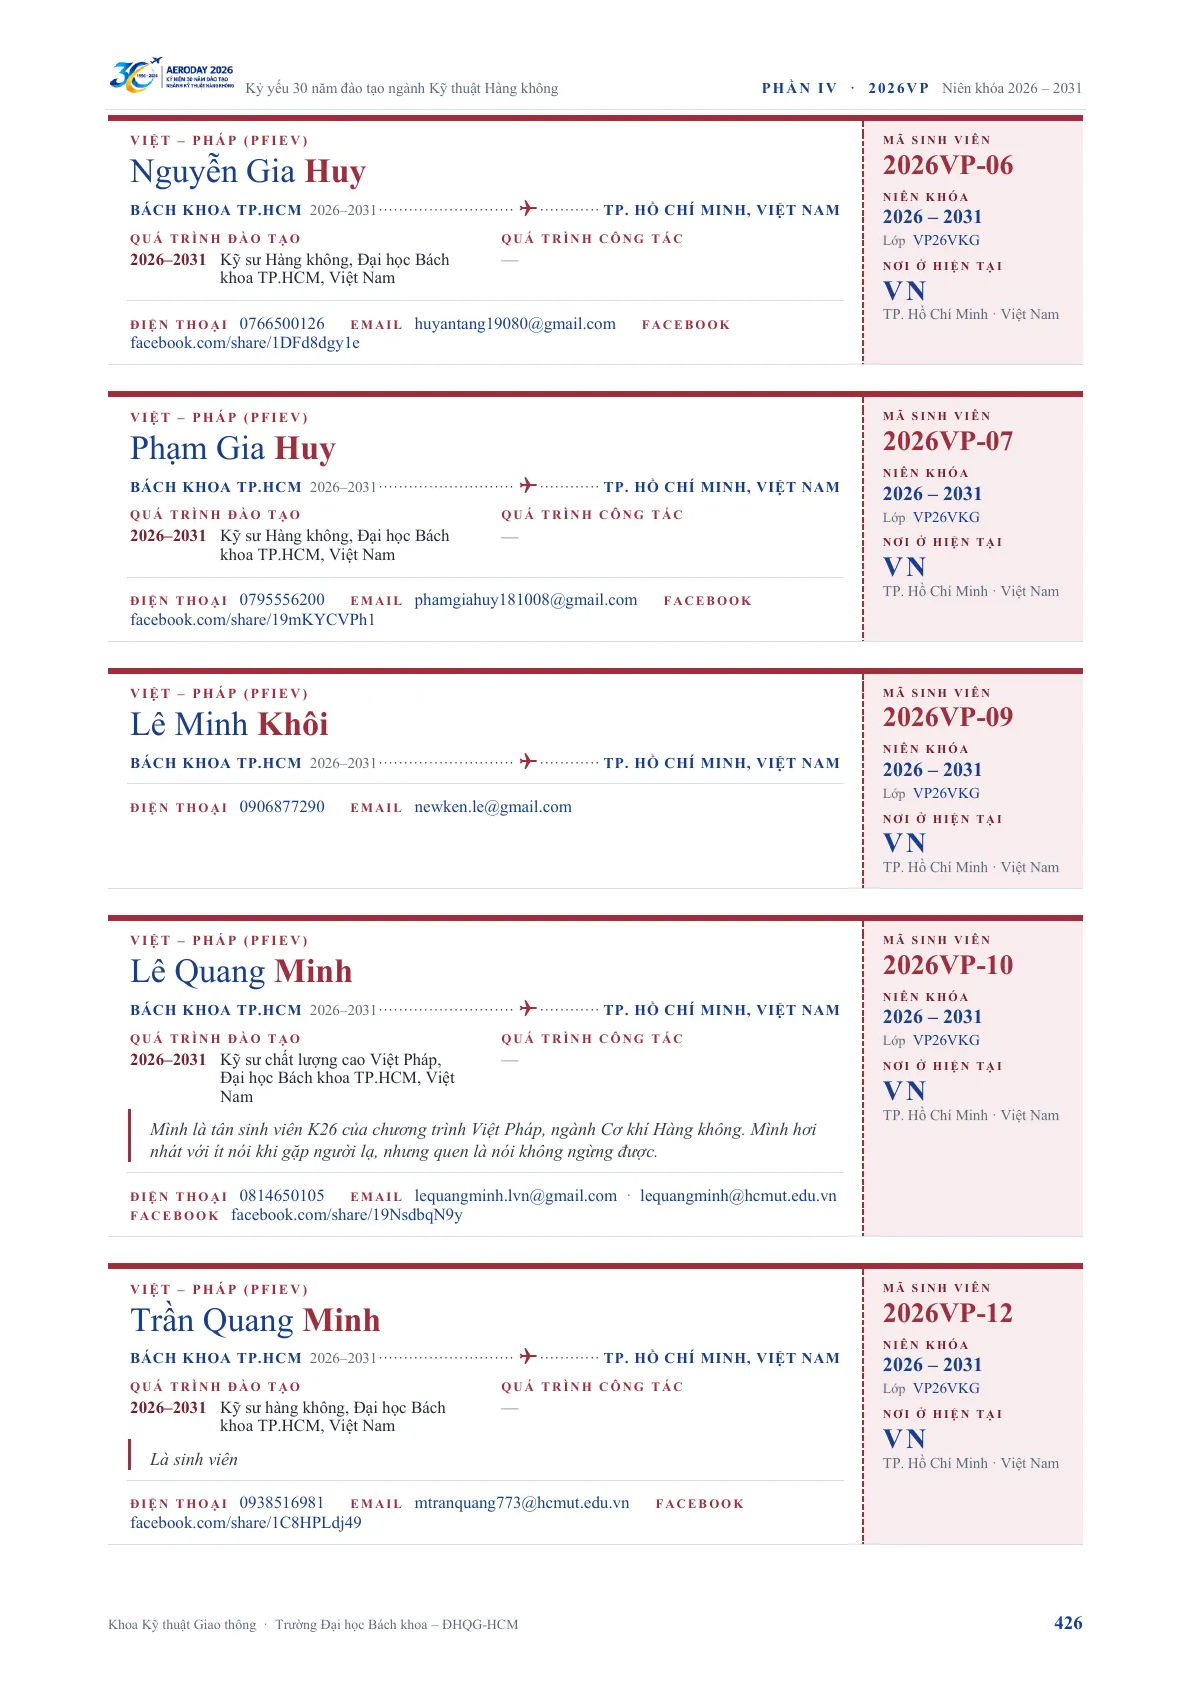 30 1996 - 2026 AERODAY 2026
KỶ NIỆM 30 NĂM ĐÀO TẠO
NGÀNH KỸ THUẬT HÀNG KHÔNG
Kỷ yếu 30 năm đào tạo ngành Kỹ thuật Hàng không
PHẦN IV · 2026VP Niên khóa 2026 – 2031
VIỆT – PHÁP (PFIEV)
Nguyễn Gia Huy
BÁCH KHOA TP.HCM 2026–2031 TP. HỒ CHÍ MINH, VIỆT NAM
QUÁ TRÌNH ĐÀO TẠO
2026–2031 Kỹ sư Hàng không, Đại học Bách
khoa TP.HCM, Việt Nam
QUÁ TRÌNH CÔNG TÁC
—
ĐIỆN THOẠI 0766500126 EMAIL huyantang19080@gmail.com FACEBOOK
facebook.com/share/1DFd8dgy1e
MÃ SINH VIÊN
2026VP-06
NIÊN KHÓA
2026 – 2031
Lớp VP26VKG
NƠI Ở HIỆN TẠI
VN
TP. Hồ Chí Minh · Việt Nam
VIỆT – PHÁP (PFIEV)
Phạm Gia Huy
BÁCH KHOA TP.HCM 2026–2031 TP. HỒ CHÍ MINH, VIỆT NAM
QUÁ TRÌNH ĐÀO TẠO
2026–2031 Kỹ sư Hàng không, Đại học Bách
khoa TP.HCM, Việt Nam
QUÁ TRÌNH CÔNG TÁC
—
ĐIỆN THOẠI 0795556200 EMAIL phamgiahuy181008@gmail.com FACEBOOK
facebook.com/share/19mKYCVPh1
MÃ SINH VIÊN
2026VP-07
NIÊN KHÓA
2026 – 2031
Lớp VP26VKG
NƠI Ở HIỆN TẠI
VN
TP. Hồ Chí Minh · Việt Nam
VIỆT – PHÁP (PFIEV)
Lê Minh Khôi
BÁCH KHOA TP.HCM 2026–2031 TP. HỒ CHÍ MINH, VIỆT NAM
ĐIỆN THOẠI 0906877290 EMAIL newken.le@gmail.com
MÃ SINH VIÊN
2026VP-09
NIÊN KHÓA
2026 – 2031
Lớp VP26VKG
NƠI Ở HIỆN TẠI
VN
TP. Hồ Chí Minh · Việt Nam
VIỆT – PHÁP (PFIEV)
Lê Quang Minh
BÁCH KHOA TP.HCM 2026–2031 TP. HỒ CHÍ MINH, VIỆT NAM
QUÁ TRÌNH ĐÀO TẠO
2026–2031 Kỹ sư chất lượng cao Việt Pháp,
Đại học Bách khoa TP.HCM, Việt
Nam
QUÁ TRÌNH CÔNG TÁC
—
Mình là tân sinh viên K26 của chương trình Việt Pháp, ngành Cơ khí Hàng không. Mình hơi
nhát với ít nói khi gặp người lạ, nhưng quen là nói không ngừng được.
ĐIỆN THOẠI 0814650105 EMAIL lequangminh.lvn@gmail.com · lequangminh@hcmut.edu.vn
FACEBOOK facebook.com/share/19NsdbqN9y
MÃ SINH VIÊN
2026VP-10
NIÊN KHÓA
2026 – 2031
Lớp VP26VKG
NƠI Ở HIỆN TẠI
VN
TP. Hồ Chí Minh · Việt Nam
VIỆT – PHÁP (PFIEV)
Trần Quang Minh
BÁCH KHOA TP.HCM 2026–2031 TP. HỒ CHÍ MINH, VIỆT NAM
QUÁ TRÌNH ĐÀO TẠO
2026–2031 Kỹ sư hàng không, Đại học Bách
khoa TP.HCM, Việt Nam
QUÁ TRÌNH CÔNG TÁC
—
Là sinh viên
ĐIỆN THOẠI 0938516981 EMAIL mtranquang773@hcmut.edu.vn FACEBOOK
facebook.com/share/1C8HPLdj49
MÃ SINH VIÊN
2026VP-12
NIÊN KHÓA
2026 – 2031
Lớp VP26VKG
NƠI Ở HIỆN TẠI
VN
TP. Hồ Chí Minh · Việt Nam
Khoa Kỹ thuật Giao thông · Trường Đại học Bách khoa – ĐHQG-HCM
426